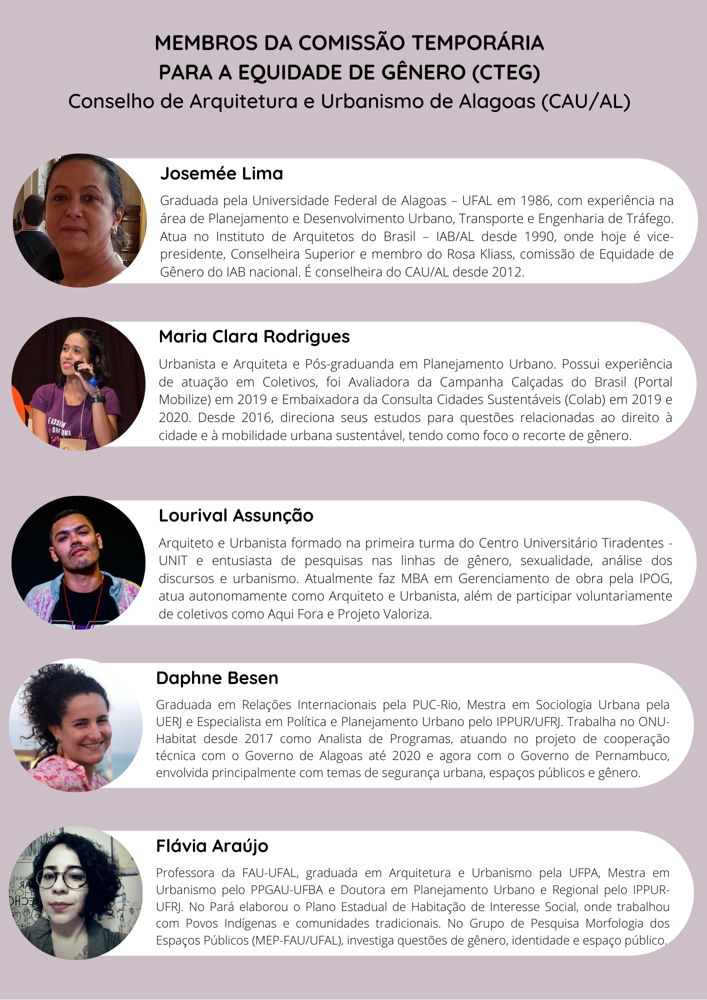 MEMBROS DA COMISSÃO TEMPORÁRIA
PARA A EQUIDADE DE GÊNERO (CTEG)
Conselho de Arquitetura e Urbanismo de Alagoas (CAU/AL)
Josemée Lima
Graduada pela Universidade Federal de Alagoas – UFAL em 1986, com experiência na
área de Planejamento e Desenvolvimento Urbano, Transporte e Engenharia de Tráfego.
Atua no Instituto de Arquitetos do Brasil – IAB/AL desde 1990, onde hoje é vice-
presidente, Conselheira Superior e membro do Rosa Kliass, comissão de Equidade de
Gênero do IAB nacional. É conselheira do CAU/AL desde 2012.
Maria Clara Rodrigues
Urbanista e Arquiteta e Pós-graduanda em Planejamento Urbano. Possui experiência
de atuação em Coletivos, foi Avaliadora da Campanha Calçadas do Brasil (Portal
Mobilize) em 2019 e Embaixadora da Consulta Cidades Sustentáveis (Colab) em 2019 e
2020. Desde 2016, direciona seus estudos para questões relacionadas ao direito à
cidade e à mobilidade urbana sustentável, tendo como foco o recorte de gênero.
É ASSIM
QUE UMA
Lourival Assunção
Arquiteto e Urbanista formado na primeira turma do Centro Universitário Tiradentes -
UNIT e entusiasta de pesquisas nas linhas de gênero, sexualidade, análise dos
discursos e urbanismo. Atualmente faz MBA em Gerenciamento de obra pela IPOG,
atua autonomamente como Arquiteto e Urbanista, além de participar voluntariamente
de coletivos como Aqui Fora e Projeto Valoriza.
Daphne Besen
Graduada em Relações Internacionais pela PUC-Rio, Mestra em Sociologia Urbana pela
UERJ e Especialista em Política e Planejamento Urbano pelo IPPUR/UFRJ. Trabalha no ONU-
Habitat desde 2017 como Analista de Programas, atuando no projeto de cooperação
técnica com o Governo de Alagoas até 2020 e agora com o Governo de Pernambuco,
envolvida principalmente com temas de segurança urbana, espaços públicos e gênero.
Flávia Araújo
Professora da FAU-UFAL, graduada em Arquitetura e Urbanismo pela UFPA, Mestra em
Urbanismo pelo PPGAU-UFBA e Doutora em Planejamento Urbano e Regional pelo IPPUR-
UFRJ. No Pará elaborou o Plano Estadual de Habitação de Interesse Social, onde trabalhou
com Povos Indígenas e comunidades tradicionais. No Grupo de Pesquisa Morfologia dos
Espaços Públicos (MEP-FAU/UFAL), investiga questões de gênero, identidade e espaço público.